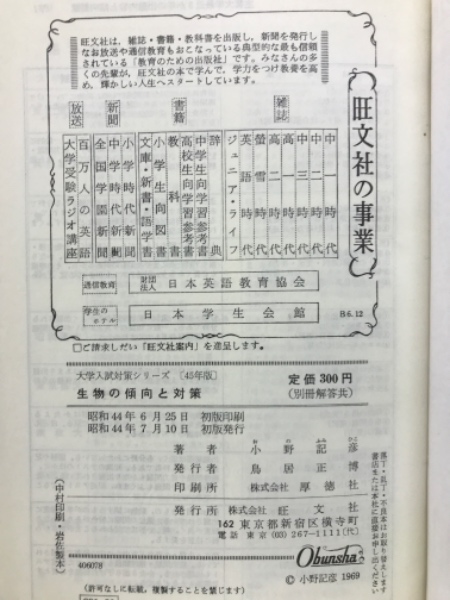 旺文社の事業
旺文社は,雑誌・書籍・教科書を出版し,新聞を発行し
なお放送や通信教育もおこなっている典型的な最も信頼
されている「教育のための出版社」です。みなさんの多
くの先輩が,旺文社の本で学んで,学力をつけ教養を高
め,輝かしい人生へスタートしています。
雑誌
中一時代
中二時代
中三時代
高一時代
高二時代
螢雪時代
英語時代
ジュニア・ライフ
書籍
辞典
中学生向学習参考書
高校生向学習参考書
教科書
小学生向図書
文庫・新書・語学書
新聞
小学時代新聞
中学時代新聞
全国学園新聞
放送
百万人の英語
大学受験ラジオ講座
通信教育
財団法人 日本英語教育協会
学生のホテル
日本学生会館
B6.12
□ご請求しだい「旺文社案内」を進呈します。
大学入試対策シリーズ〔45年版〕
生物の傾向と対策
定価300円
(別冊解答共)
昭和44年6月25日 初版印刷
昭和44年7月10日 初版発行
著者 小野記彦
おのふみひこ
発行者 鳥居正博
印刷所 株式会社 厚徳社
発行所 株式会社 旺文社
162 東京都新宿区横寺町
電話 東京 (03) 267—1111〔代〕
Obunsha
© 小野記彦 1969
落丁・乱丁・不良本はお取り替えします
書店または本社に直接お申し出ください
(中村印刷・岩佐製本)
406078
(許可なしに転載,複製することを禁じます)